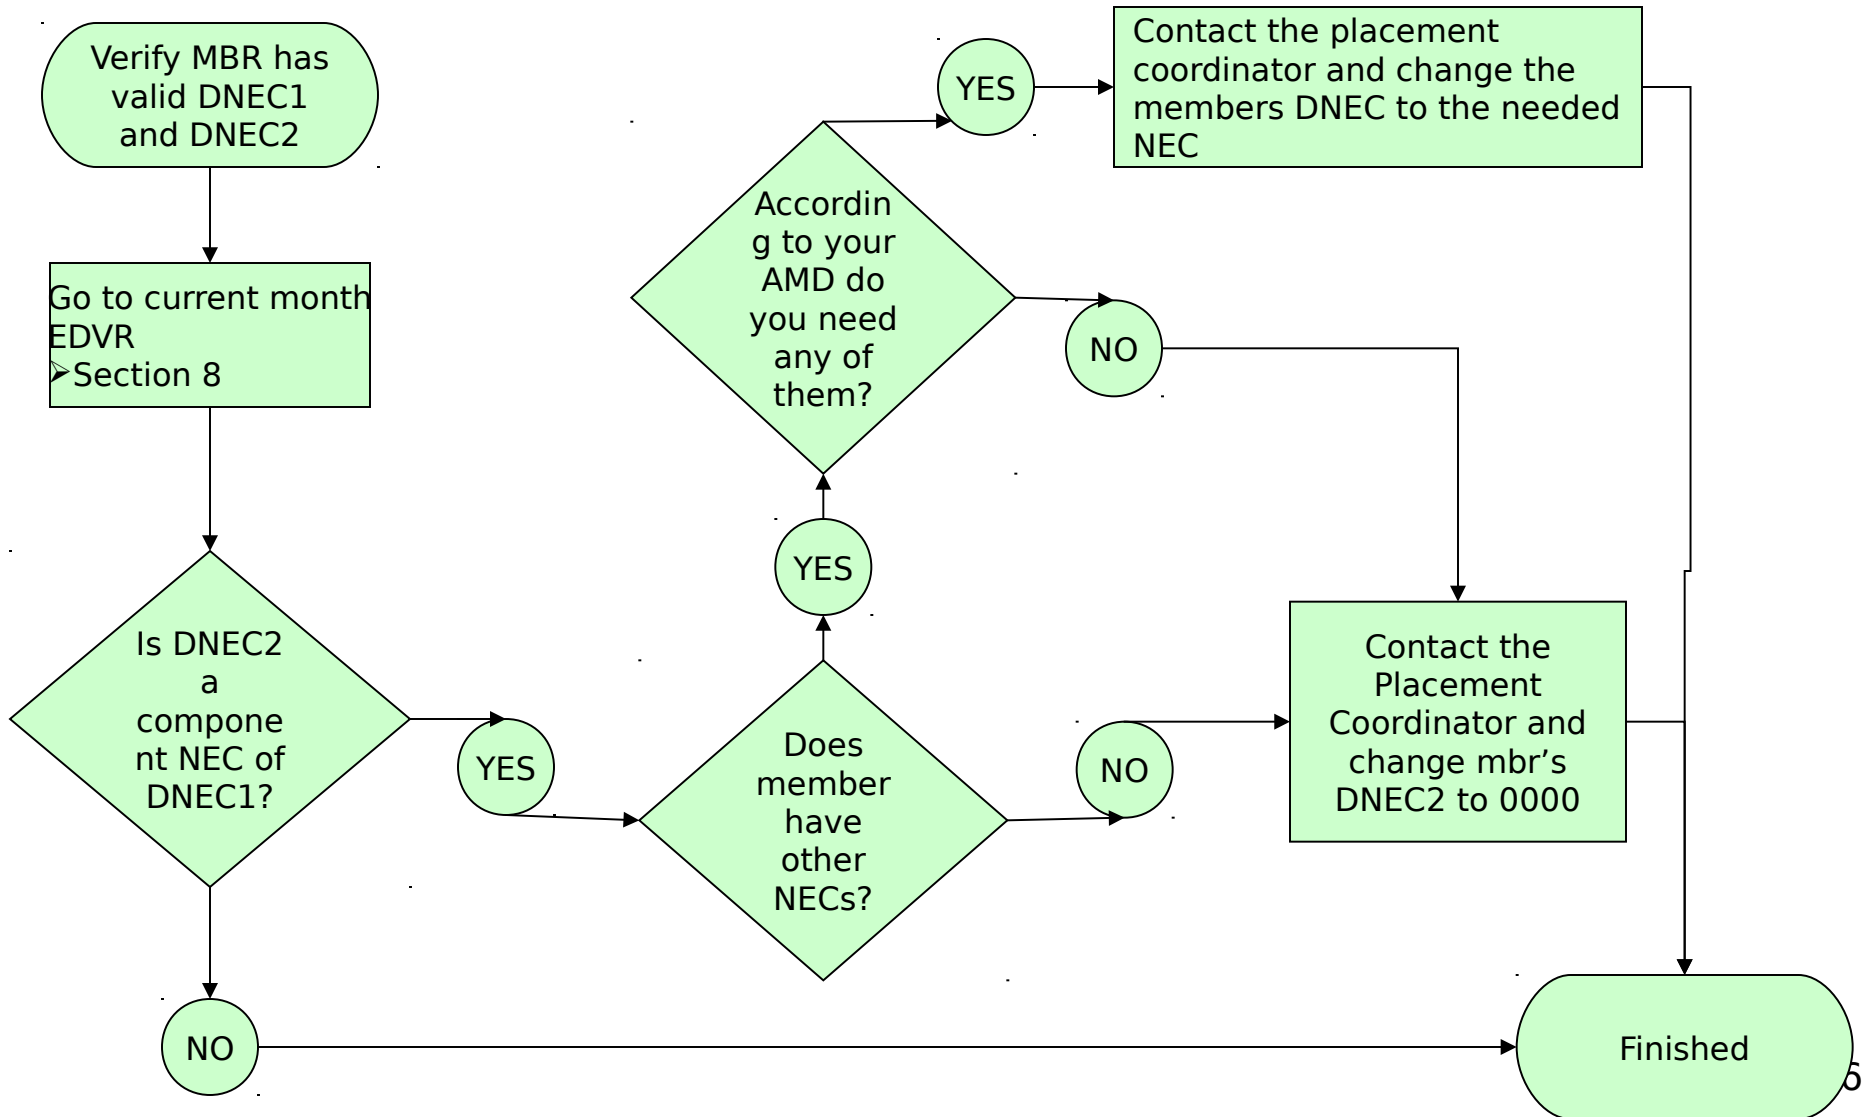 Verify MBR has
valid DNEC1
and DNEC2
Go to current month
EDVR
➢Section 8
Is DNEC2
a
compone
nt NEC of
DNEC1?
YES
NO
Does
member
have
other
NECs?
YES
NO
Accordin
g to your
AMD do
you need
any of
them?
YES
NO
Contact the placement
coordinator and change the
members DNEC to the needed
NEC
Contact the
Placement
Coordinator and
change mbr’s
DNEC2 to 0000
Finished
6